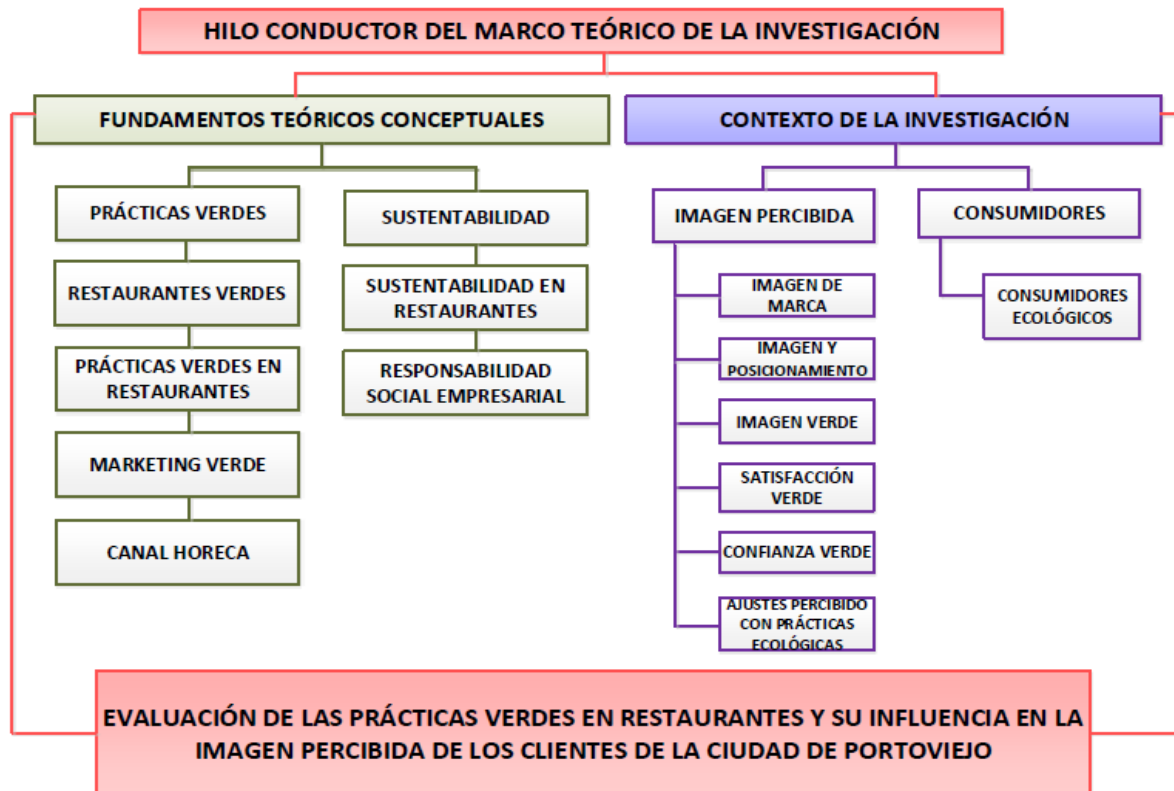 HILO CONDUCTOR DEL MARCO TEÓRICO DE LA INVESTIGACIÓN
FUNDAMENTOS TEÓRICOS CONCEPTUALES
PRÁCTICAS VERDES
RESTAURANTES VERDES
PRÁCTICAS VERDES EN
RESTAURANTES
MARKETING VERDE
CANAL HORECA
SUSTENTABILIDAD
SUSTENTABILIDAD EN
RESTAURANTES
RESPONSABILIDAD
SOCIAL EMPRESARIAL
CONTEXTO DE LA INVESTIGACIÓN
IMAGEN PERCIBIDA
IMAGEN DE
MARCA
IMAGEN Y
POSICIONAMIENTO
IMAGEN VERDE
SATISFACCIÓN
VERDE
CONFIANZA VERDE
AJUSTES PERCIBIDO
CON PRÁCTICAS
ECOLÓGICAS
CONSUMIDORES
CONSUMIDORES
ECOLÓGICOS
EVALUACIÓN DE LAS PRÁCTICAS VERDES EN RESTAURANTES Y SU INFLUENCIA EN LA
IMAGEN PERCIBIDA DE LOS CLIENTES DE LA CIUDAD DE PORTOVIEJO